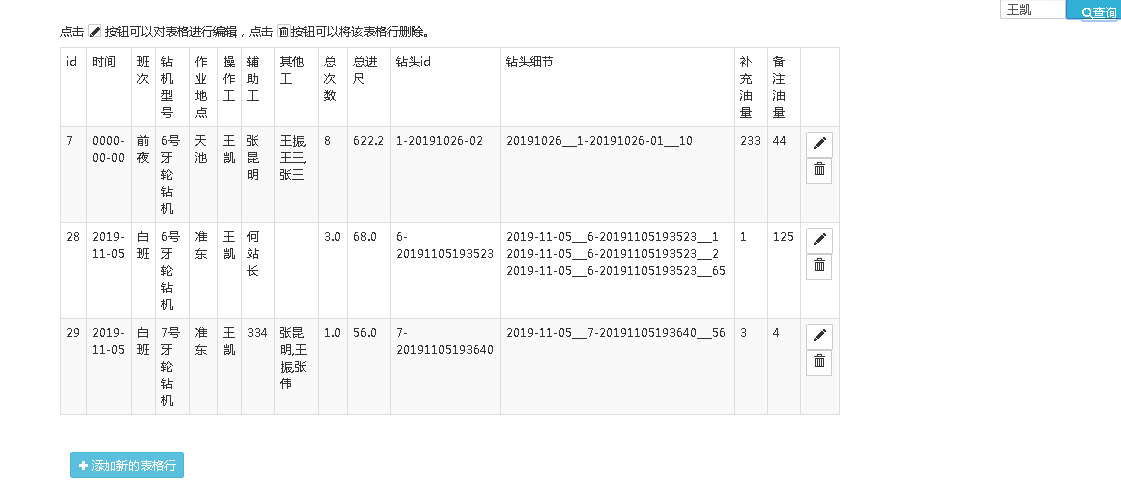 王凯 查询
点击 按钮可以对表格进行编辑，点击 按钮可以将该表格行删除。
id 时间 班次 钻机型号 作业地点 操作工 辅助工 其他工 总次数 总进尺 钻头id 钻头细节 补充油量 备注油量
7 0000-00-00 前夜 6号牙轮钻机 天池 王凯 张昆明 王振,王三,张三 8 622.2 1-20191026-02 20191026__1-20191026-01__10 233 44
28 2019-11-05 白班 6号牙轮钻机 准东 王凯 何站长 3.0 68.0 6-20191105193523 2019-11-05__6-20191105193523__1
2019-11-05__6-20191105193523__2
2019-11-05__6-20191105193523__65 1 125
29 2019-11-05 白班 7号牙轮钻机 准东 王凯 334 张昆明,王振,张伟 1.0 56.0 7-20191105193640 2019-11-05__7-20191105193640__56 3 4
添加新的表格行